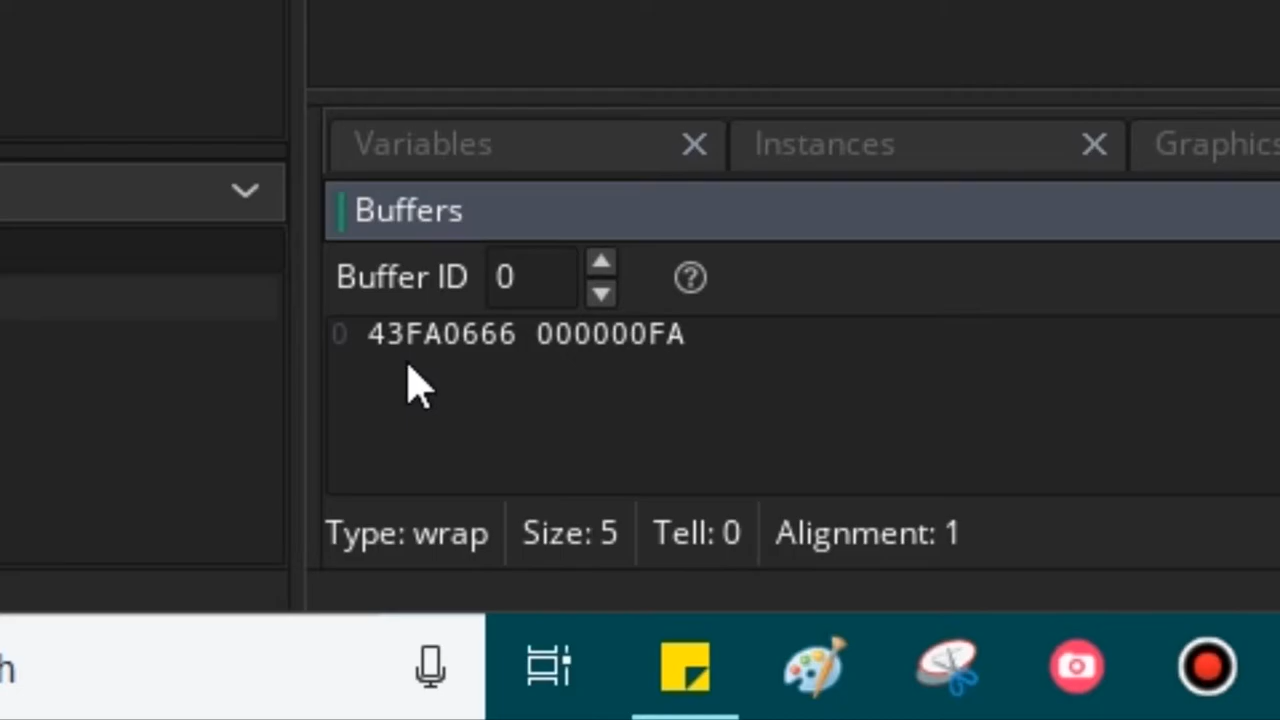 Variables
Instances
Graphics
Buffers
Buffer ID 0
0 43FA0666 000000FA
Type: wrap Size: 5 Tell: 0 Alignment: 1
h